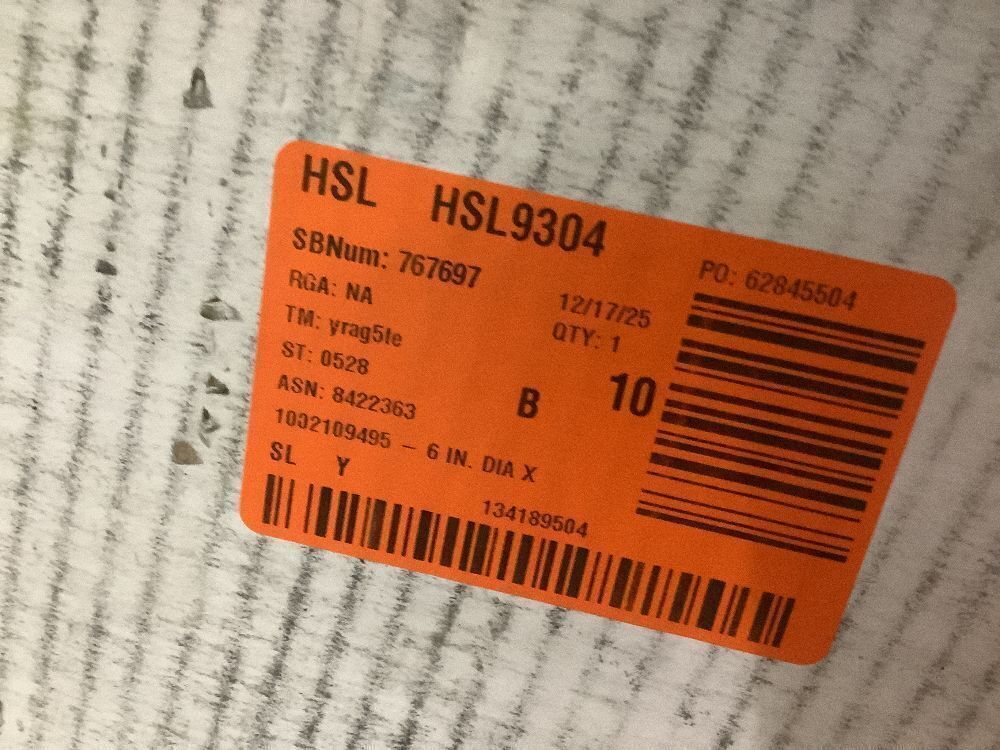 HSL HSL9304
SBNum: 767697
PO: 62845504
RGA: NA
12/17/25
TM: yrag5le
QTY: 1
ST: 0528
B 10
ASN: 8422363
1002109495 – 6 IN. DIA X
SL Y
134189504